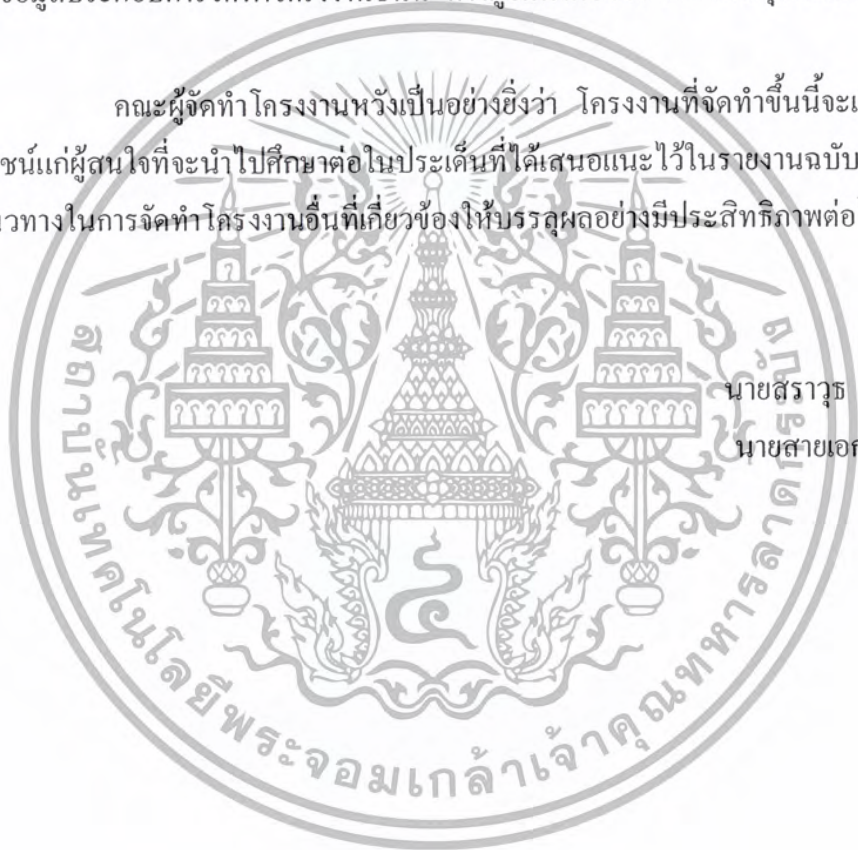 คณะผู้จัดทำโครงงานหวังเป็นอย่างยิ่งว่า โครงงานที่จัดทำขึ้นนี้จะเ
ชน์แก่ผู้สนใจที่จะนำไปศึกษาต่อในประเด็นที่ได้เสนอแนะไว้ในรายงานฉบับ
วทางในการจัดทำโครงงานอื่นที่เกี่ยวข้องให้บรรลุผลอย่างมีประสิทธิภาพต่อ
นายสราวุธ
นายสายเอก
สถาบันเทคโนโลยีพระจอมเกล้าเจ้าคุณทหารลาดกระบัง
๔